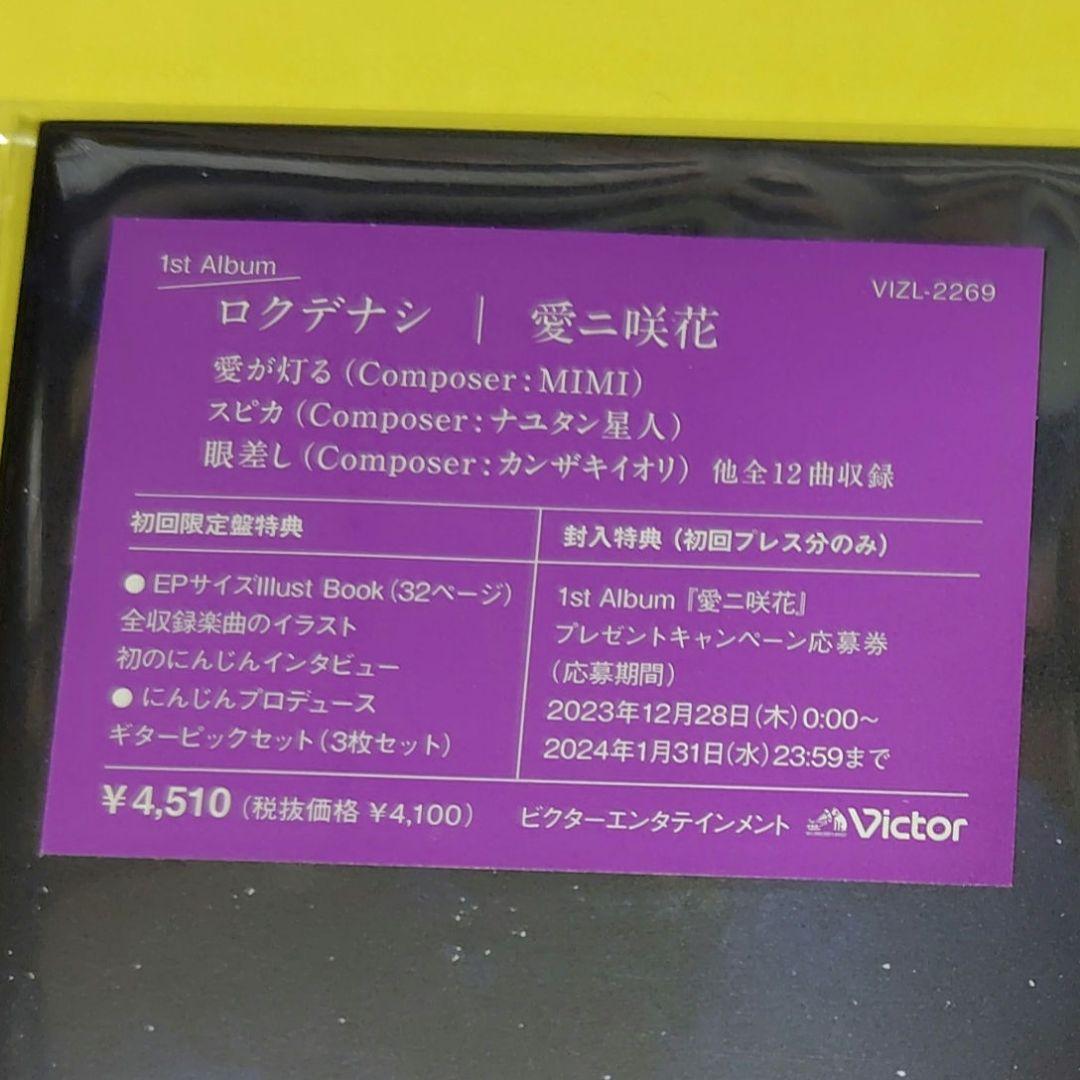 1st Album
VIZL-2269
ロクデナシ｜愛ニ咲花
愛が灯る（Composer：MIMI）
スピカ（Composer：ナユタン星人）
眼差し（Composer：カンザキイオリ）他全12曲収録
初回限定盤特典
● EPサイズIllust Book（32ページ）
全収録楽曲のイラスト
初のにんじんインタビュー
● にんじんプロデュース
ギターピックセット（3枚セット）
封入特典（初回プレス分のみ）
1st Album『愛ニ咲花』
プレゼントキャンペーン応募券
（応募期間）
2023年12月28日（木）0:00〜
2024年1月31日（水）23:59まで
¥4,510（税抜価格 ¥4,100）
ビクターエンタテインメント Victor